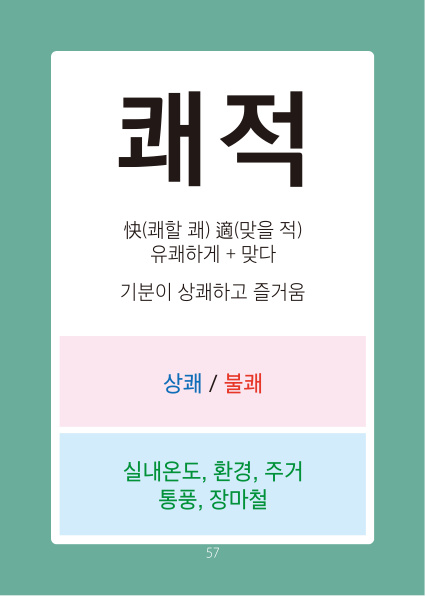 쾌적
快(쾌할 쾌) 適(맞을 적)
유쾌하게 + 맞다
기분이 상쾌하고 즐거움
상쾌 / 불쾌
실내온도, 환경, 주거
통풍, 장마철
57